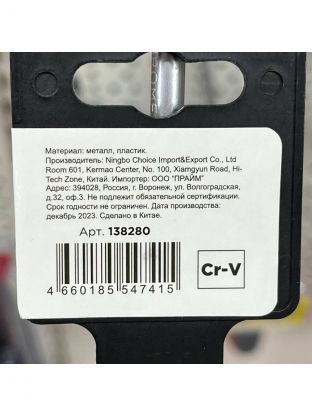 Материал: металл, пластик.
Производитель: Ningbo Choice Import&Export Co., Ltd
Room 601, Kermao Center, No. 100, Xiamgyun Road, Hi-
Tech Zone, Китай. Импортер: ООО "ПРАЙМ"
Адрес: 394028, Россия, г. Воронеж, ул. Волгоградская,
д.32, оф.3. Не подлежит обязательной сертификации.
Срок годности не ограничен. Дата производства:
декабрь 2023. Сделано в Китае.
Арт. 138280
Cr-V
4 660185 547415